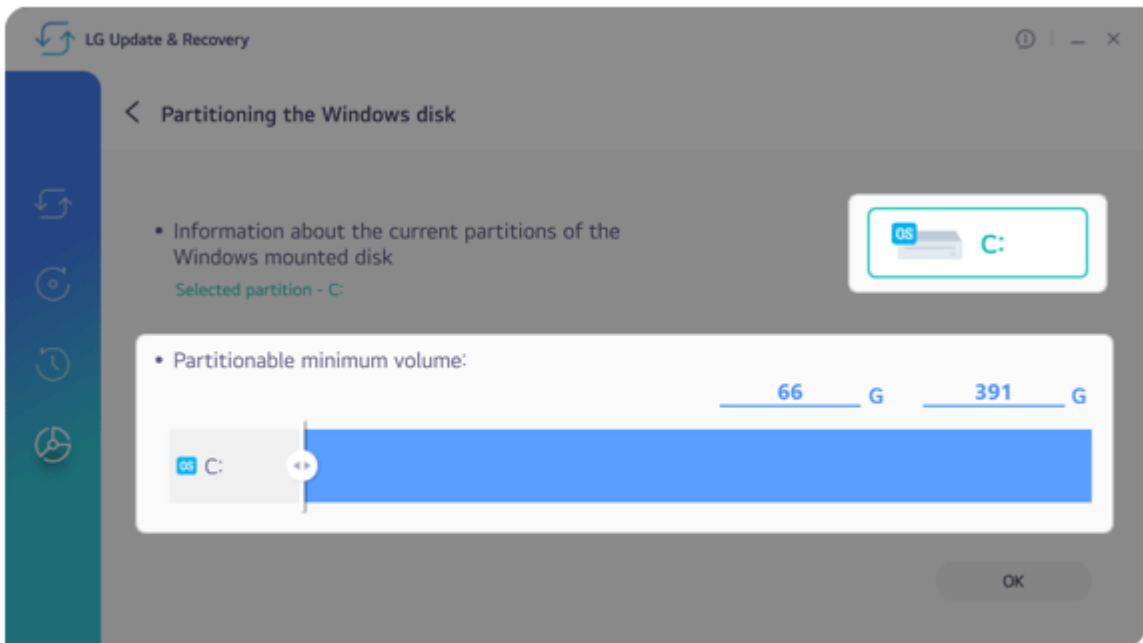 LG Update & Recovery
Partitioning the Windows disk
• Information about the current partitions of the
Windows mounted disk
Selected partition - C:
OS C:
• Partitionable minimum volume:
66 G 391 G
OS C:
OK